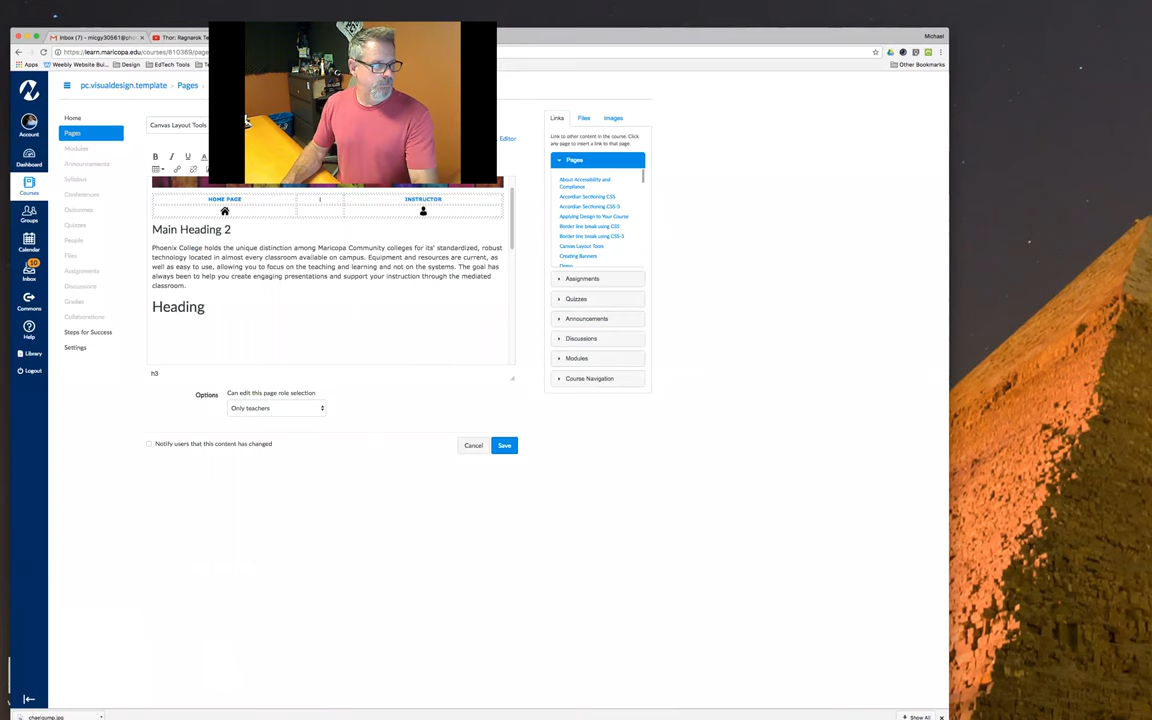 Inbox (7) - micgy30561@ph
Thor: Ragnarok Te
Michael
https://learn.maricopa.edu/courses/810369/page
Apps
Weebly Website Bui...
Design
EdTech Tools
Te
Other Bookmarks
pc.visualdesign.template
Pages
Account
Dashboard
Courses
Groups
Calendar
10
Inbox
Commons
Help
Library
Logout
Home
Pages
Modules
Announcements
Syllabus
Conferences
Outcomes
Quizzes
People
Files
Assignments
Discussions
Grades
Collaborations
Steps for Success
Settings
Canvas Layout Tools
Editor
B I U A
HOME PAGE | INSTRUCTOR
Main Heading 2
Phoenix College holds the unique distinction among Maricopa Community colleges for its' standardized, robust
technology located in almost every classroom available on campus. Equipment and resources are current, as
well as easy to use, allowing you to focus on the teaching and learning and not on the systems. The goal has
always been to help you create engaging presentations and support your instruction through the mediated
classroom.
Heading
h3
Options
Can edit this page role selection
Only teachers
Notify users that this content has changed
Cancel
Save
Links
Files
Images
Link to other content in the course. Click
any page to insert a link to that page.
Pages
About Accessibility and
Compliance
Accordian Sectioning CSS
Accordian Sectioning CSS-3
Applying Design to Your Course
Border line break using CSS
Border line break using CSS-3
Canvas Layout Tools
Creating Banners
Demo
Assignments
Quizzes
Announcements
Discussions
Modules
Course Navigation
Show All